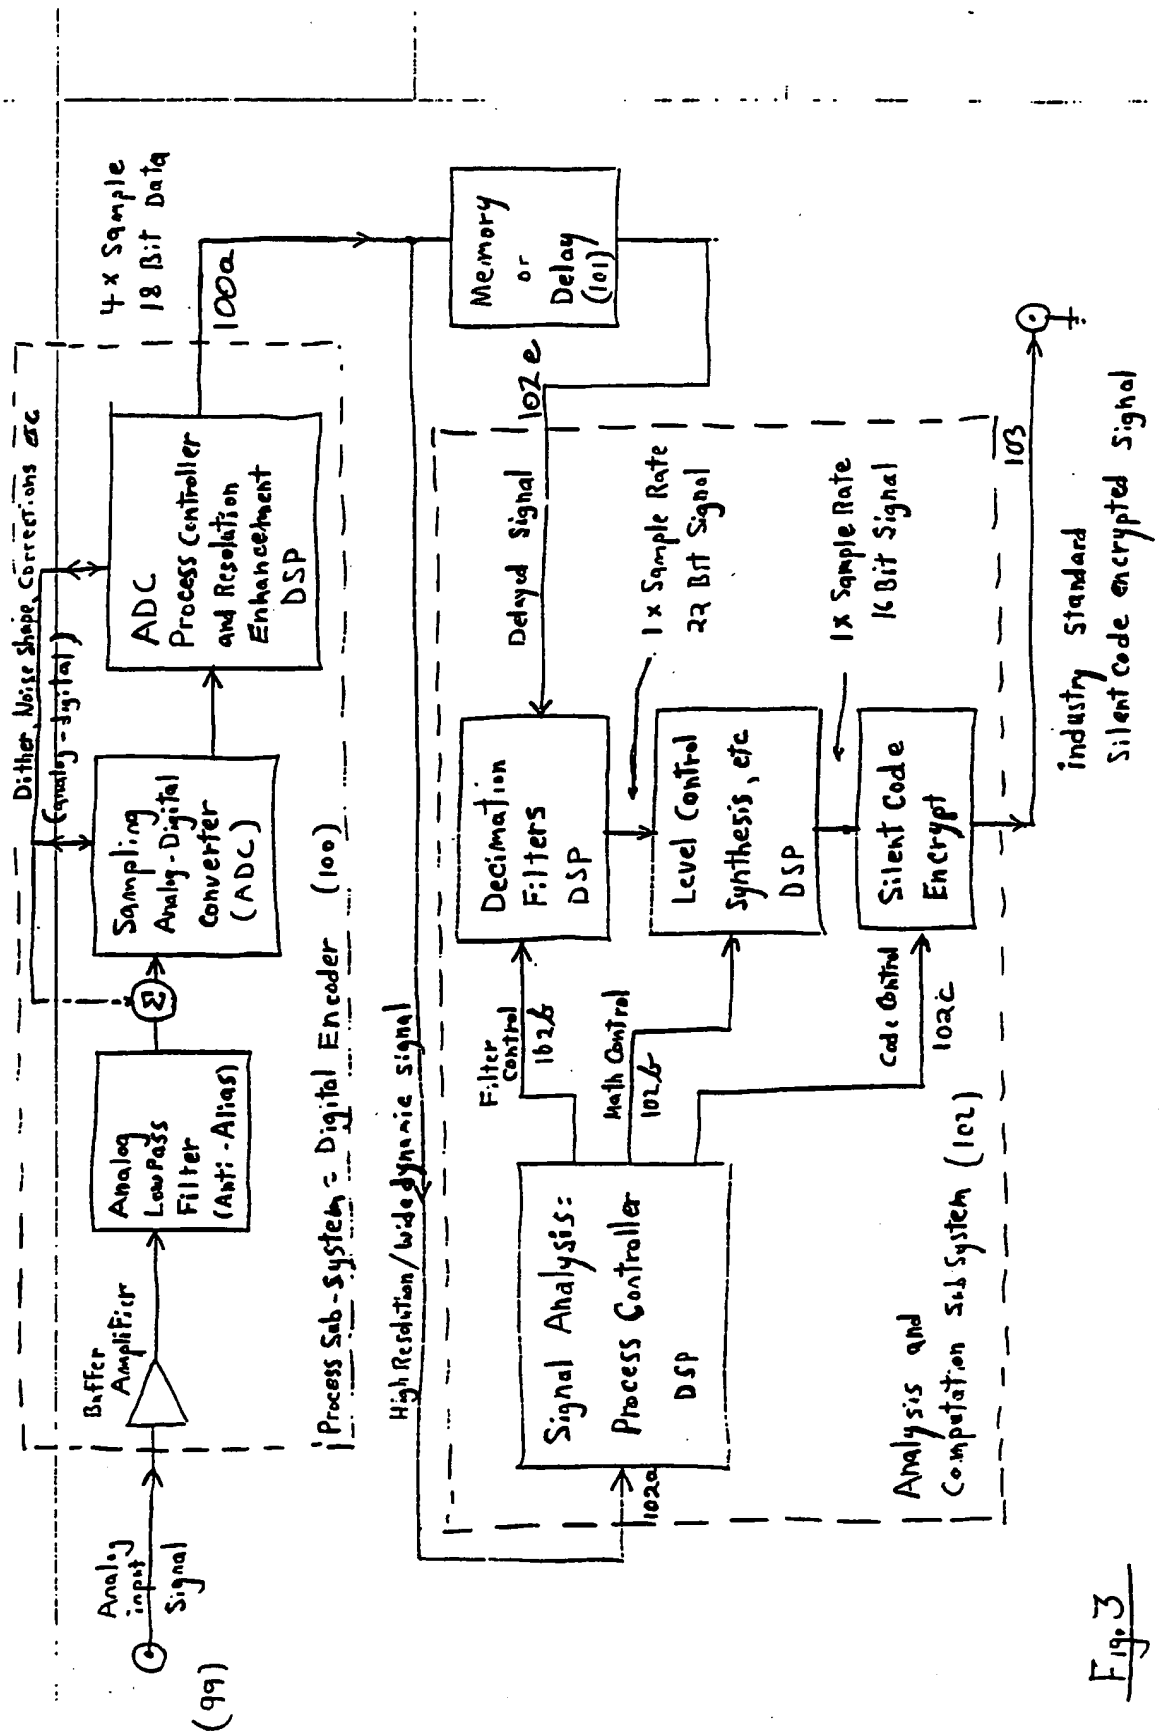 Dither, Noise Shape, Corrections etc
(analog-digital)
Analog
input
Signal
(99)
Buffer
Amplifier
Analog
Low Pass
Filter
(Anti-Alias)
Σ
Sampling
Analog-Digital
Converter
(ADC)
ADC
Process Controller
and Resolution
Enhancement
DSP
4x Sample
18 Bit Data
100a
Process Sub-System = Digital Encoder (100)
High Resolution/Wide dynamic signal
Memory
or
Delay
(101)
102e
Delayed Signal
Filter
Control
102b
Decimation
Filters
DSP
1x Sample Rate
22 Bit Signal
Signal Analysis:
Process Controller
DSP
102a
Math Control
102b
Level Control
Synthesis, etc
DSP
1x Sample Rate
16 Bit Signal
Code Control
102c
Silent Code
Encrypt
103
Analysis and
Computation Sub System (102)
industry standard
Silent Code encrypted signal
Fig. 3